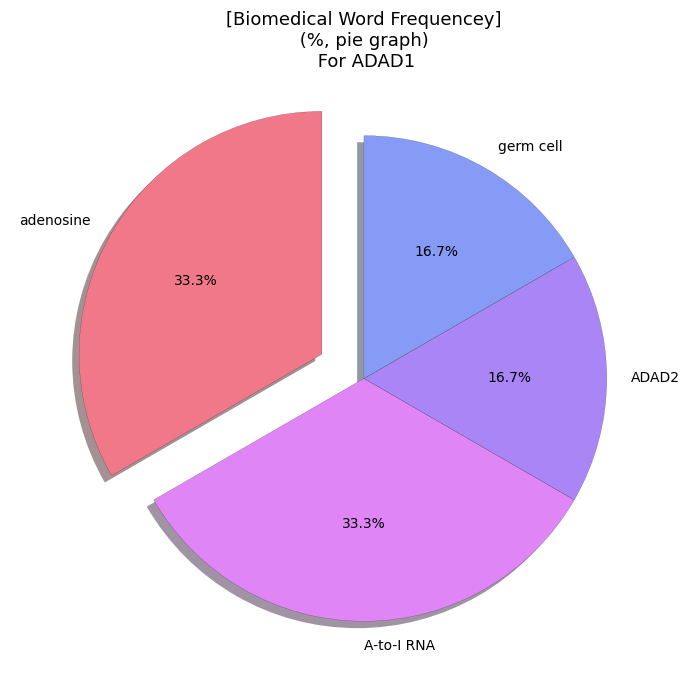 [Biomedical Word Frequencey]
(%, pie graph)
For ADAD1
germ cell
adenosine
16.7%
33.3%
16.7%
ADAD2
33.3%
A-to-I RNA